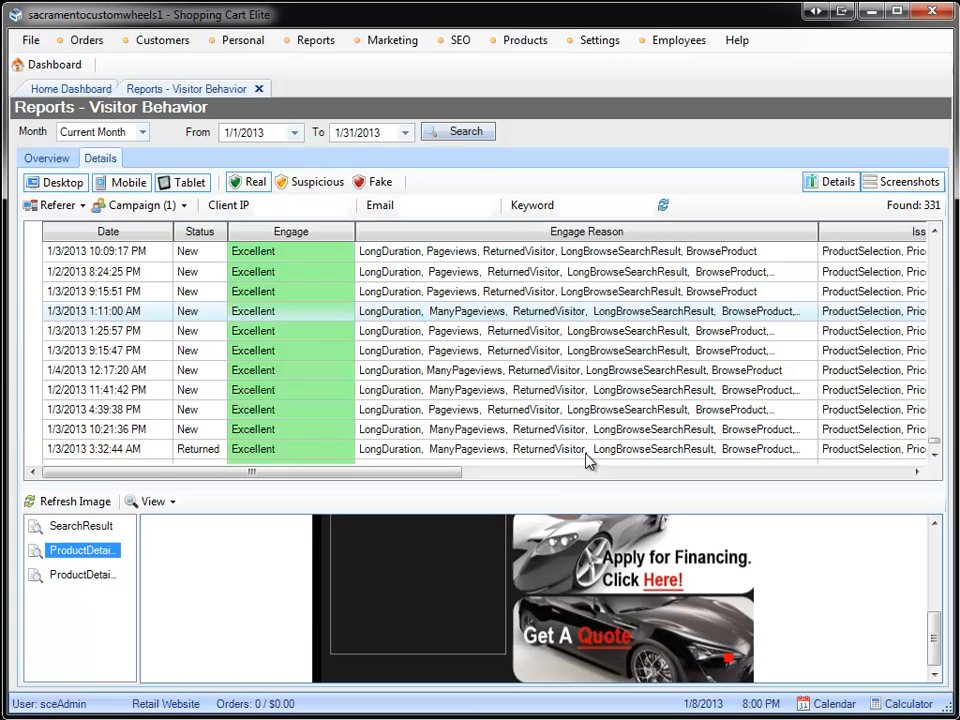 sacramentocustomwheels1 - Shopping Cart Elite
File Orders Customers Personal Reports Marketing SEO Products Settings Employees Help
Dashboard
Home Dashboard Reports - Visitor Behavior
Reports - Visitor Behavior
Month Current Month From 1/1/2013 To 1/31/2013 Search
Overview Details
Desktop Mobile Tablet Real Suspicious Fake Details Screenshots
Referer Campaign (1) Client IP Email Keyword Found: 331
Date Status Engage Engage Reason Iss
1/3/2013 10:09:17 PM New Excellent LongDuration, Pageviews, ReturnedVisitor, LongBrowseSearchResult, BrowseProduct ProductSelection, Pric
1/2/2013 8:24:25 PM New Excellent LongDuration, Pageviews, ReturnedVisitor, LongBrowseSearchResult, BrowseProduct,... ProductSelection, Pric
1/3/2013 9:15:51 PM New Excellent LongDuration, Pageviews, ReturnedVisitor, LongBrowseSearchResult, BrowseProduct ProductSelection, Pric
1/3/2013 1:11:00 AM New Excellent LongDuration, ManyPageviews, ReturnedVisitor, LongBrowseSearchResult, BrowseProduct,... ProductSelection, Pric
1/3/2013 1:25:57 PM New Excellent LongDuration, Pageviews, ReturnedVisitor, LongBrowseSearchResult, BrowseProduct,... ProductSelection, Pric
1/3/2013 9:15:47 PM New Excellent LongDuration, Pageviews, ReturnedVisitor, LongBrowseSearchResult, BrowseProduct,... ProductSelection, Pric
1/4/2013 12:17:20 AM New Excellent LongDuration, ManyPageviews, ReturnedVisitor, LongBrowseSearchResult, BrowseProduct ProductSelection, Pric
1/2/2013 11:41:42 PM New Excellent LongDuration, ManyPageviews, ReturnedVisitor, LongBrowseSearchResult, BrowseProduct,... ProductSelection, Pric
1/3/2013 4:39:38 PM New Excellent LongDuration, Pageviews, ReturnedVisitor, LongBrowseSearchResult, BrowseProduct,... ProductSelection, Pric
1/3/2013 10:21:36 PM New Excellent LongDuration, ManyPageviews, ReturnedVisitor, LongBrowseSearchResult, BrowseProduct,... ProductSelection, Pric
1/3/2013 3:32:44 AM Returned Excellent LongDuration, ManyPageviews, ReturnedVisitor, LongBrowseSearchResult, BrowseProduct,... ProductSelection, Pric
Refresh Image View
SearchResult
ProductDetai...
ProductDetai...
Apply for Financing.
Click Here!
Get A Quote
User: sceAdmin Retail Website Orders: 0 / $0.00 1/8/2013 8:00 PM 31 Calendar Calculator